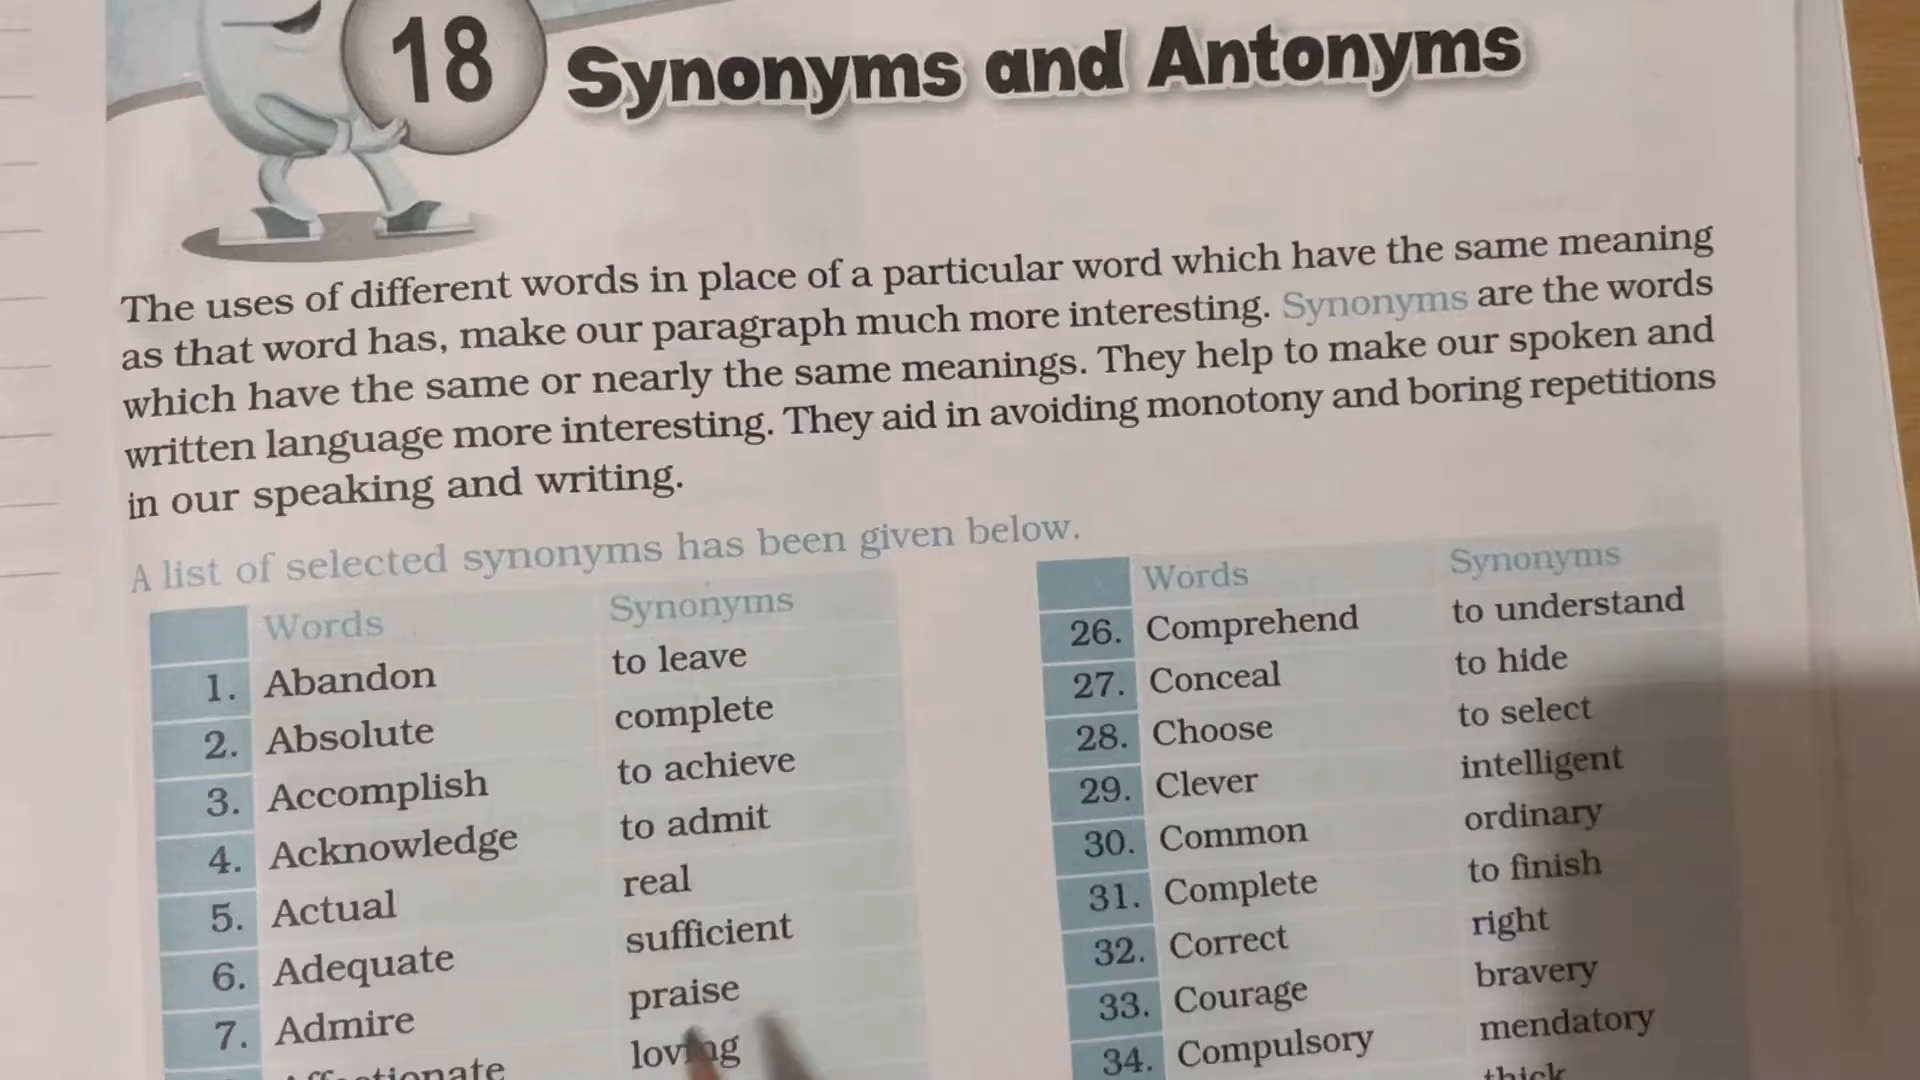 18 Synonyms and Antonyms
The uses of different words in place of a particular word which have the same meaning
as that word has, make our paragraph much more interesting. Synonyms are the words
which have the same or nearly the same meanings. They help to make our spoken and
written language more interesting. They aid in avoiding monotony and boring repetitions
in our speaking and writing.
A list of selected synonyms has been given below.
Words Synonyms
1. Abandon to leave
2. Absolute complete
3. Accomplish to achieve
4. Acknowledge to admit
5. Actual real
6. Adequate sufficient
7. Admire praise
loving
Words Synonyms
26. Comprehend to understand
27. Conceal to hide
28. Choose to select
29. Clever intelligent
30. Common ordinary
31. Complete to finish
32. Correct right
33. Courage bravery
34. Compulsory mendatory
thick